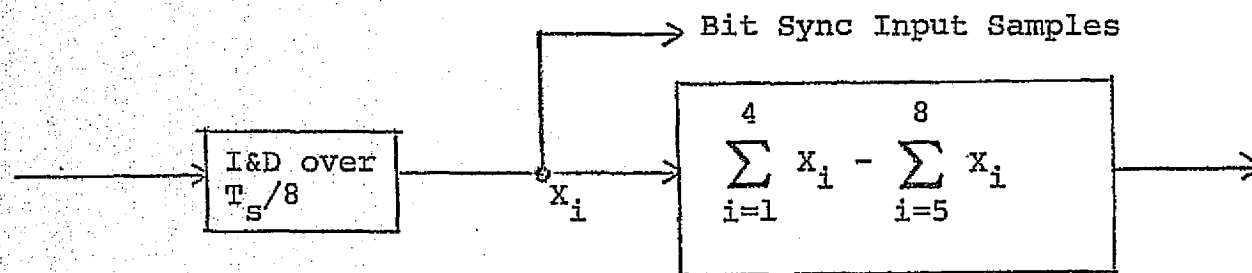 Bit Sync Input Samples
I&D over
T_s/8
X_i
4 8
∑ X_i - ∑ X_i
i=1 i=5